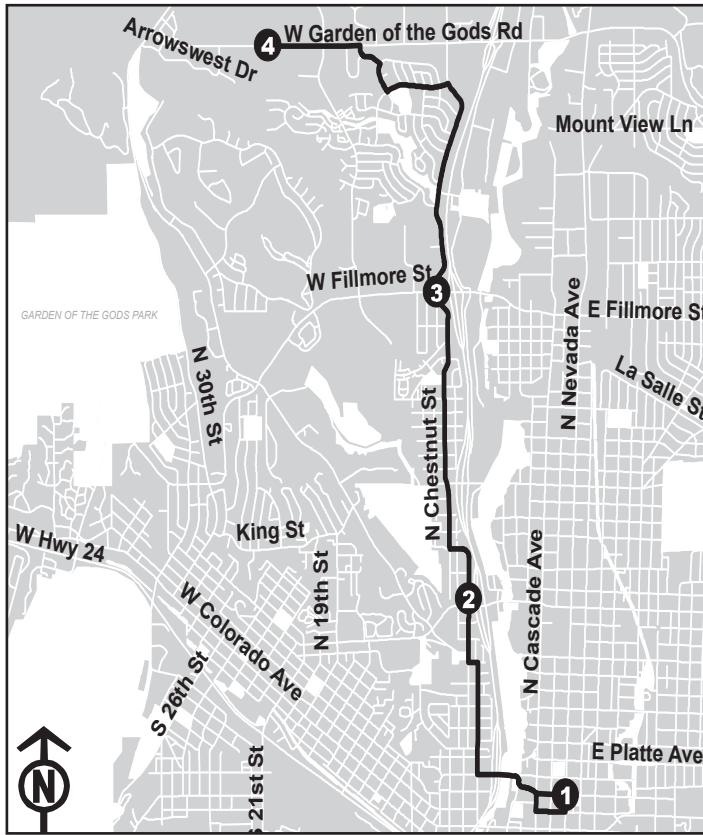 W Garden of the Gods Rd
4
Arrowswest Dr
Mount View Ln
W Fillmore St
3
GARDEN OF THE GODS PARK
E Fillmore St
N Nevada Ave
La Salle St
N 30th St
N Chestnut St
King St
W Hwy 24
N 19th St
2
N Cascade Ave
W Colorado Ave
S 26th St
E Platte Ave
1
S 21st St
N